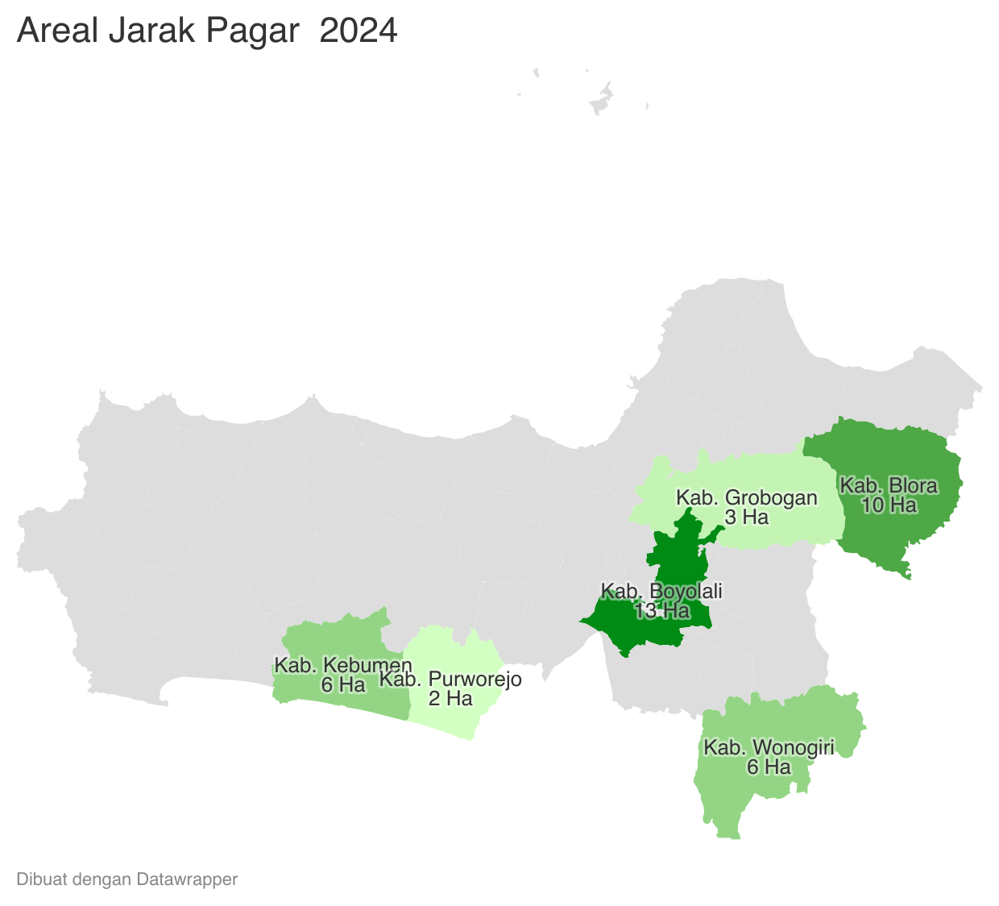 Areal Jarak Pagar  2024
Kab. Grobogan
3 Ha
Kab. Blora
10 Ha
Kab. Boyolali
13 Ha
Kab. Kebumen
6 Ha
Kab. Purworejo
2 Ha
Kab. Wonogiri
6 Ha
Dibuat dengan Datawrapper